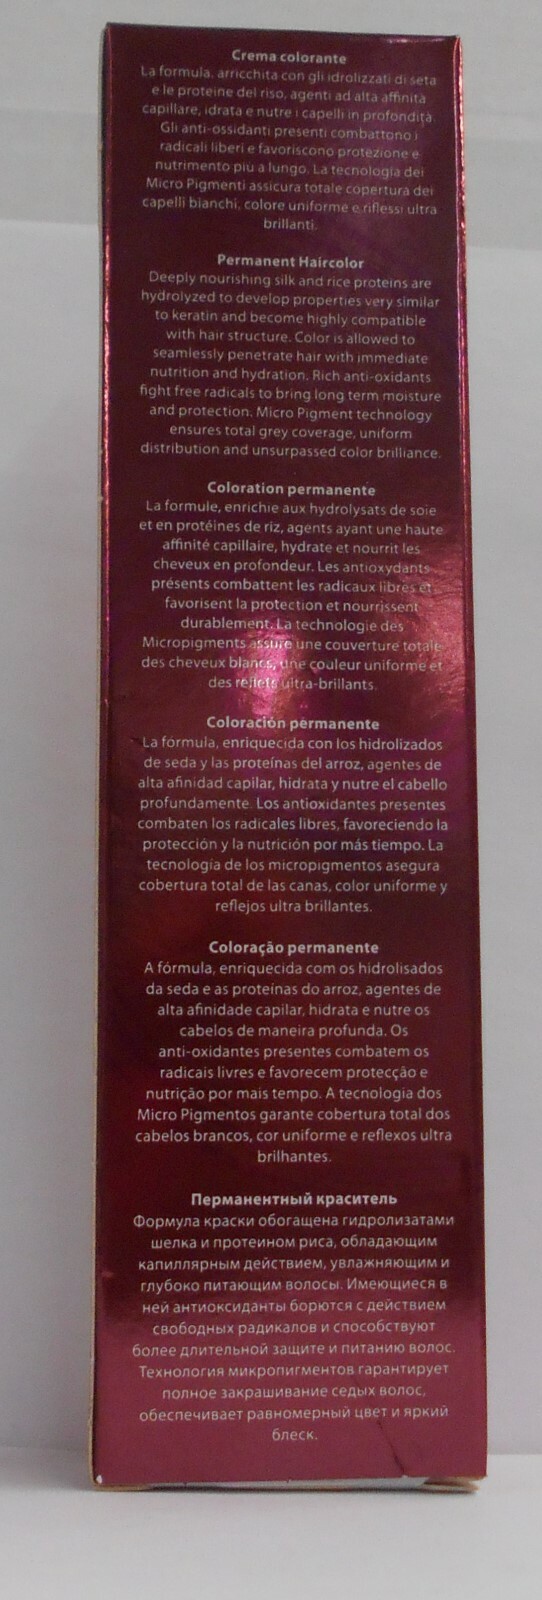 Crema colorante
La formula, arricchita con gli idrolizzati di seta
e le proteine del riso, agenti ad alta affinità
capillare, idrata e nutre i capelli in profondità.
Gli anti-ossidanti presenti combattono i
radicali liberi e favoriscono protezione e
nutrimento più a lungo. La tecnologia dei
Micro Pigmenti assicura totale copertura dei
capelli bianchi, colore uniforme e riflessi ultra
brillanti.
Permanent Haircolor
Deeply nourishing silk and rice proteins are
hydrolyzed to develop properties very similar
to keratin and become highly compatible
with hair structure. Color is allowed to
seamlessly penetrate hair with immediate
nutrition and hydration. Rich anti-oxidants
fight free radicals to bring long term moisture
and protection. Micro Pigment technology
ensures total grey coverage, uniform
distribution and unsurpassed color brilliance.
Coloration permanente
La formule, enrichie aux hydrolysats de soie
et en protéines de riz, agents ayant une haute
affinité capillaire, hydrate et nourrit les
cheveux en profondeur. Les antioxydants
présents combattent les radicaux libres et
favorisent la protection et nourrissent
durablement. La technologie des
Micropigments assure une couverture totale
des cheveux blancs, une couleur uniforme et
des reflets ultra-brillants.
Coloración permanente
La fórmula, enriquecida con los hidrolizados
de seda y las proteínas del arroz, agentes de
alta afinidad capilar, hidrata y nutre el cabello
profundamente. Los antioxidantes presentes
combaten los radicales libres, favoreciendo la
protección y la nutrición por más tiempo. La
tecnología de los micropigmentos asegura
cobertura total de las canas, color uniforme y
reflejos ultra brillantes.
Coloração permanente
A fórmula, enriquecida com os hidrolisados
da seda e as proteínas do arroz, agentes de
alta afinidade capilar, hidrata e nutre os
cabelos de maneira profunda. Os
anti-oxidantes presentes combatem os
radicais livres e favorecem protecção e
nutrição por mais tempo. A tecnologia dos
Micro Pigmentos garante cobertura total dos
cabelos brancos, cor uniforme e reflexos ultra
brilhantes.
Перманентный краситель
Формула краски обогащена гидролизатами
шелка и протеином риса, обладающим
капиллярным действием, увлажняющим и
глубоко питающим волосы. Имеющиеся в
ней антиоксиданты борются с действием
свободных радикалов и способствуют
более длительной защите и питанию волос.
Технология микропигментов гарантирует
полное закрашивание седых волос,
обеспечивает равномерный цвет и яркий
блеск.